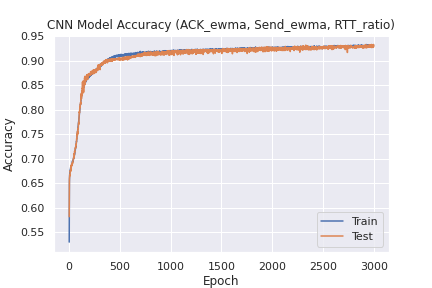 CNN Model Accuracy (ACK_ewma, Send_ewma, RTT_ratio)
0.95
0.90
0.85
0.80
0.75
0.70
0.65
0.60
0.55
Accuracy
0 500 1000 1500 2000 2500 3000
Epoch
Train
Test